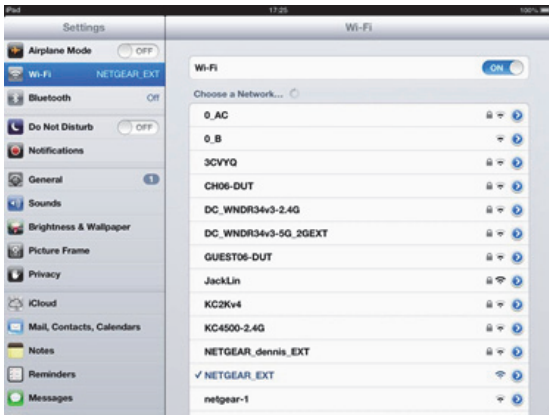 iPad 17:25 100%
Settings
Wi-Fi
Airplane Mode OFF
Wi-Fi NETGEAR_EXT
Bluetooth Off
Do Not Disturb OFF
Notifications
General 1
Sounds
Brightness & Wallpaper
Picture Frame
Privacy
iCloud
Mail, Contacts, Calendars
Notes
Reminders
Messages
Wi-Fi ON
Choose a Network...
0_AC
0_B
3CVYQ
CH06-DUT
DC_WNDR34v3-2.4G
DC_WNDR34v3-5G_2GEXT
GUEST06-DUT
JackLin
KC2Kv4
KC4500-2.4G
NETGEAR_dennis_EXT
✓ NETGEAR_EXT
netgear-1